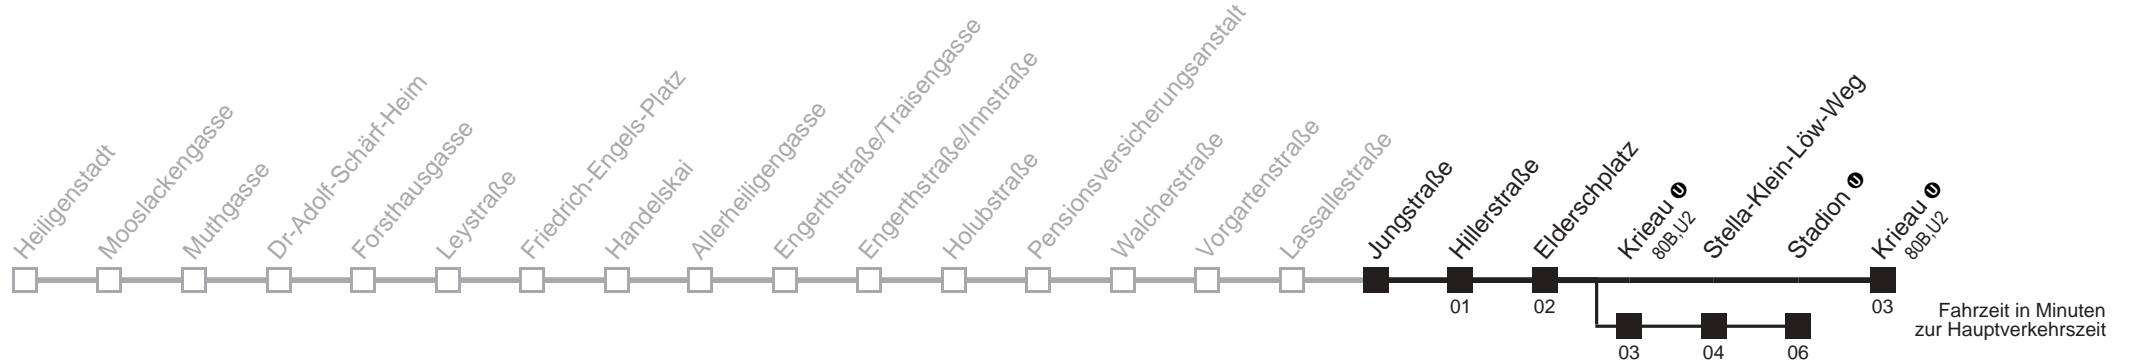 Heiligenstadt
Mooslackengasse
Muthgasse
Dr-Adolf-Schärf-Heim
Forsthausgasse
Leystraße
Friedrich-Engels-Platz
Handelskai
Allerheiligengasse
Engerthstraße/Traisengasse
Engerthstraße/Innstraße
Holubstraße
Pensionsversicherungsanstalt
Walcherstraße
Vorgartenstraße
Lassallestraße
Jungstraße
Hillerstraße
Elderschplatz
Krieau U
80B,U2
Stella-Klein-Löw-Weg
Stadion U
Krieau U
80B,U2
01
02
03
03
04
06
Fahrzeit in Minuten
zur Hauptverkehrszeit